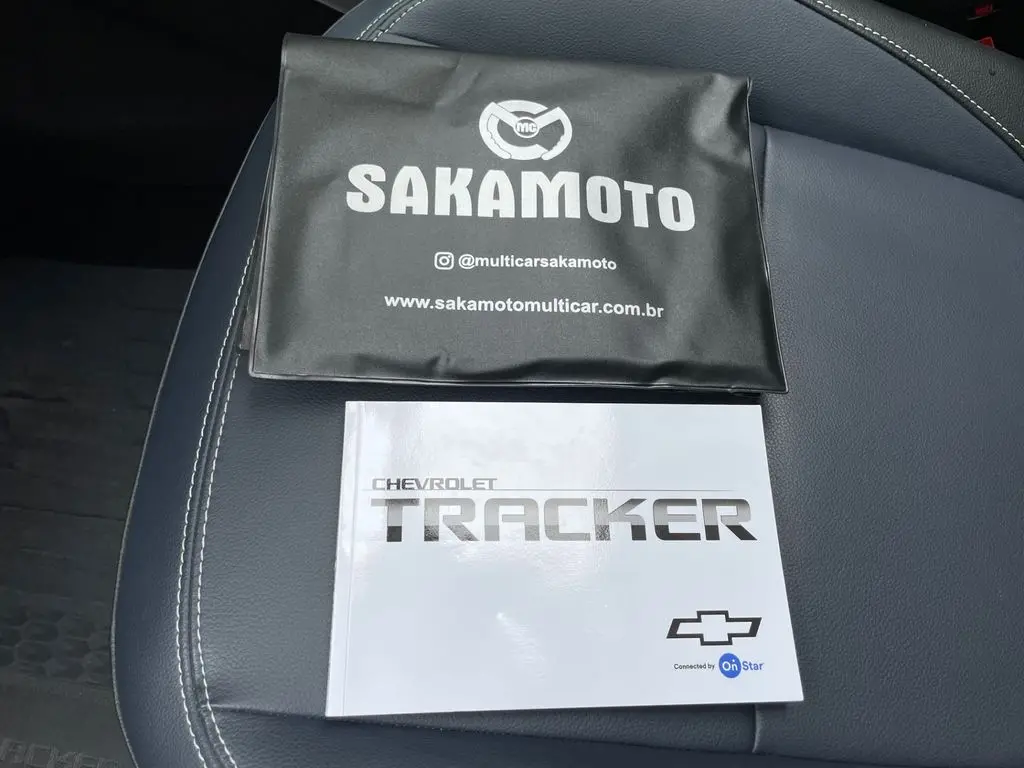 MC
SAKAMOTO
@multicarsakamoto
www.sakamotomulticar.com.br
CHEVROLET
TRACKER
Connected by OnStar